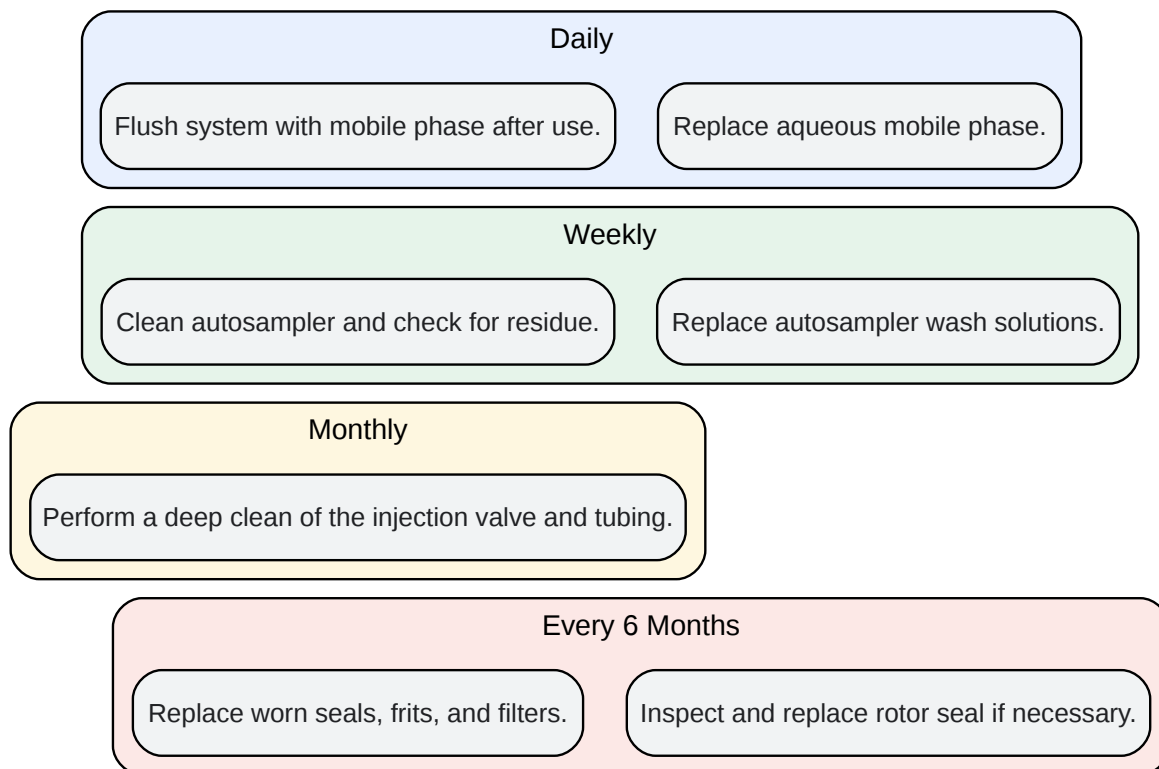 Daily
Flush system with mobile phase after use.
Replace aqueous mobile phase.
Weekly
Clean autosampler and check for residue.
Replace autosampler wash solutions.
Monthly
Perform a deep clean of the injection valve and tubing.
Every 6 Months
Replace worn seals, frits, and filters.
Inspect and replace rotor seal if necessary.